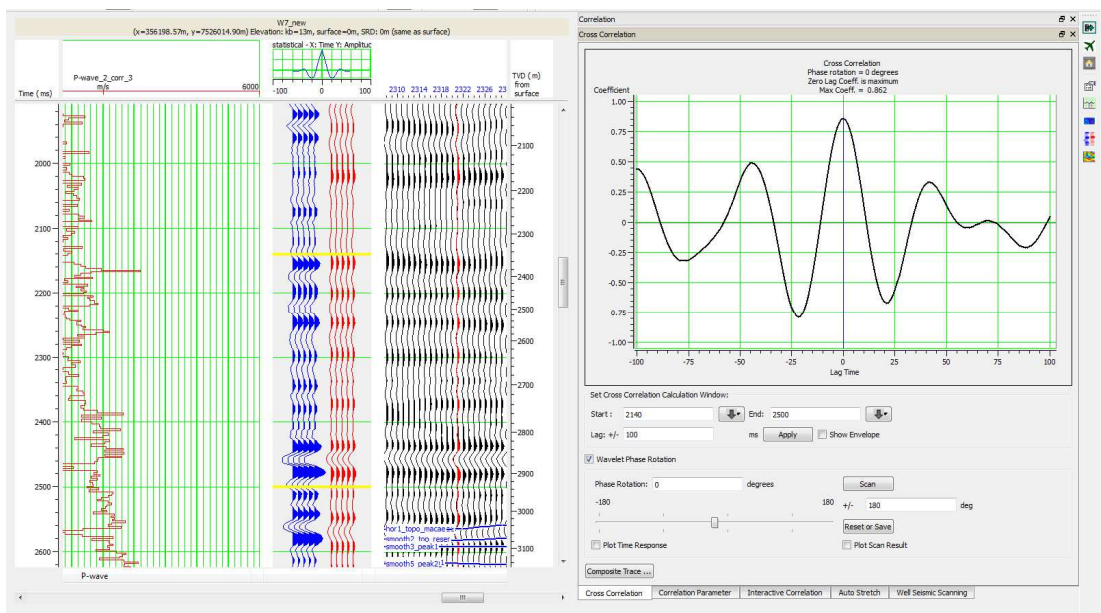 W7_new
(x=356198.57m, y=7526014.90m) Elevation: kb=13m, surface=0m, SRD: 0m (same as surface)
statistical - X: Time Y: Amplituc
P-wave_2_corr_3
m/s
6000
-100 0 100
Time (ms)
2310 2314 2318 2322 2326 23
TVD (m)
from
surface
2000
2100
2200
2300
2400
2500
2600
2100
2200
2300
2400
2500
2600
2700
2800
2900
3000
3100
hor1_topo_macae
smooth2_top_reser
smooth3_peak1
smooth5_peak2
P-wave
Correlation
Cross Correlation
Cross Correlation
Phase rotation = 0 degrees
Zero Lag Coeff. is maximum
Max Coeff. = 0.862
Coefficient
1.00
0.75
0.50
0.25
0
-0.25
-0.50
-0.75
-1.00
-100 -75 -50 -25 0 25 50 75 100
Lag Time
Set Cross Correlation Calculation Window:
Start : 2140 End: 2500
Lag: +/- 100 ms Apply Show Envelope
Wavelet Phase Rotation
Phase Rotation: 0 degrees Scan
-180 180 +/- 180 deg
Reset or Save
Plot Time Response Plot Scan Result
Composite Trace ...
Cross Correlation Correlation Parameter Interactive Correlation Auto Stretch Well Seismic Scanning